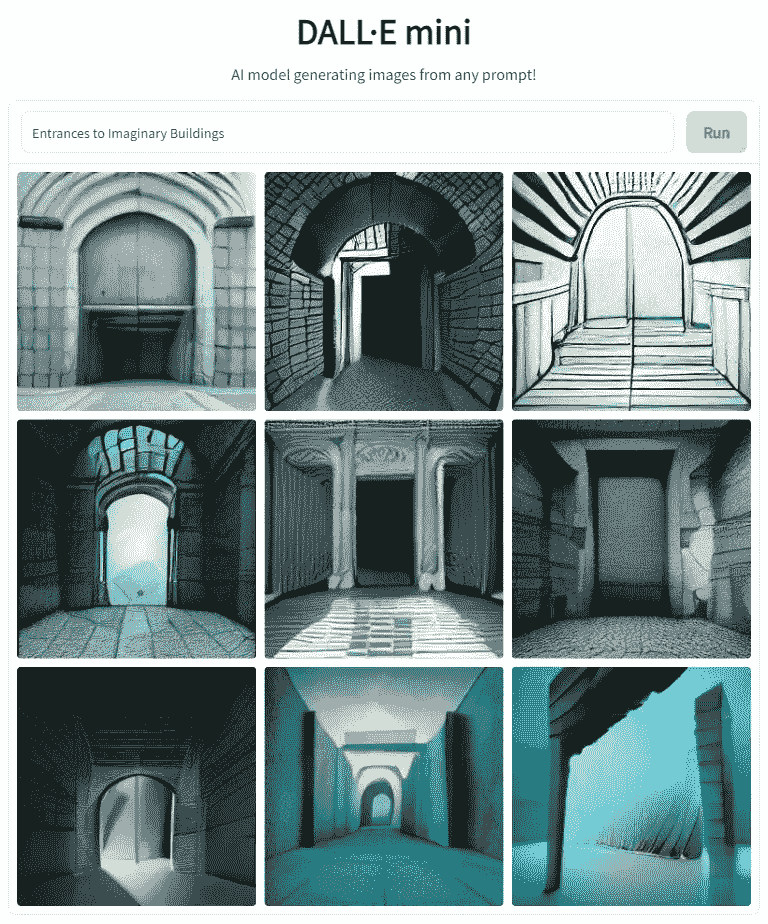 DALL·E mini
AI model generating images from any prompt!
Entrances to Imaginary Buildings
Run